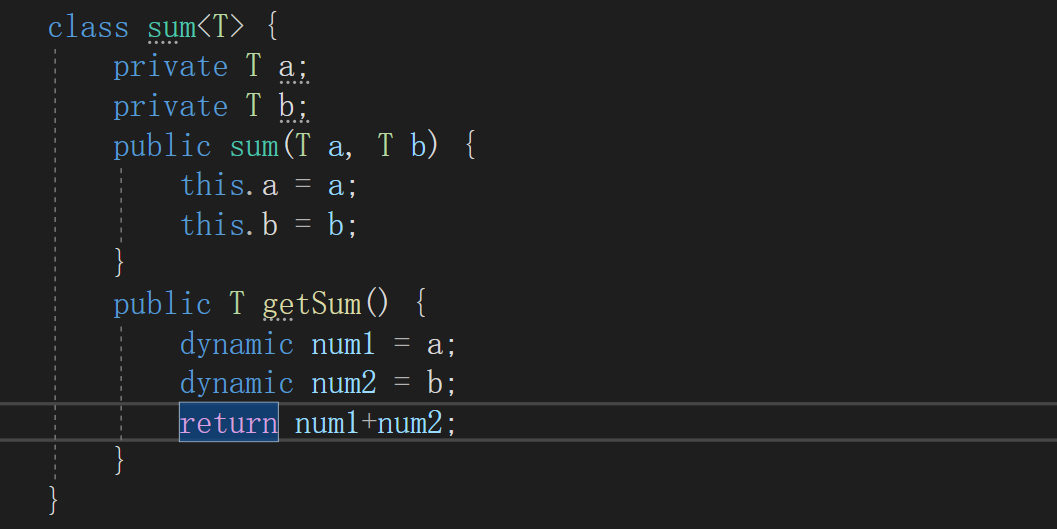 class sum<T> {
private T a;
private T b;
public sum(T a, T b) {
this.a = a;
this.b = b;
}
public T getSum() {
dynamic num1 = a;
dynamic num2 = b;
return num1+num2;
}
}